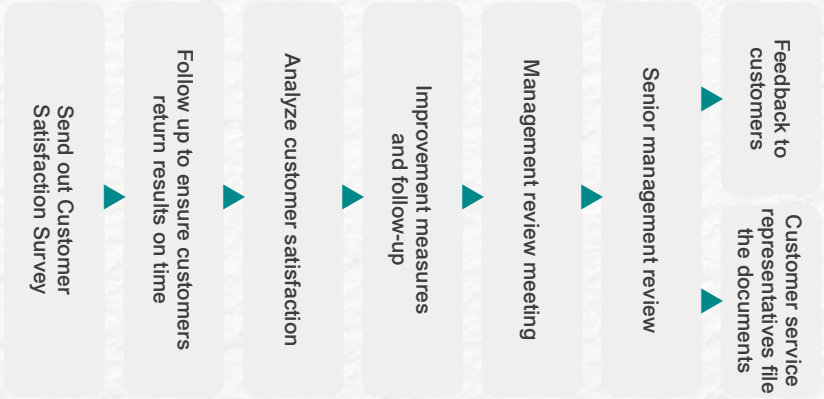 Send out Customer
Satisfaction Survey
Follow up to ensure customers
return results on time
Analyze customer satisfaction
Improvement measures
and follow-up
Management review meeting
Senior management review
Feedback to
customers
Customer service
representatives file
the documents